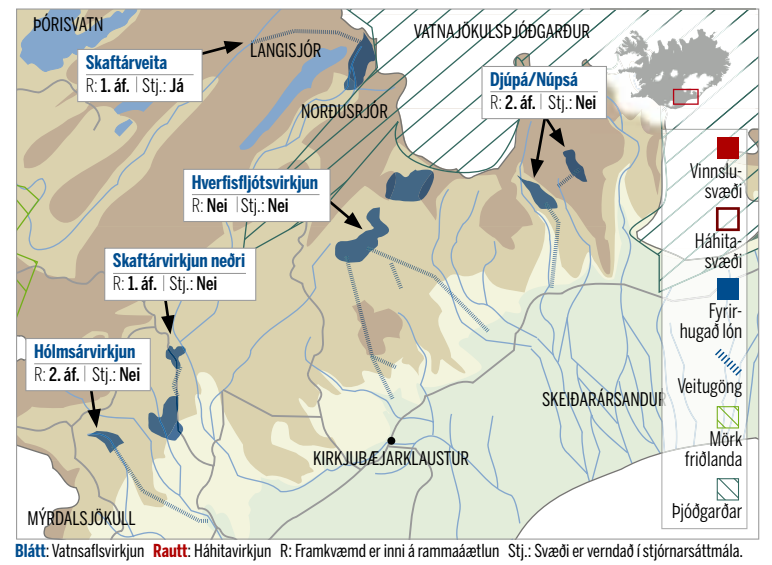 ÞÓRISVATN
LANGISJÓR
VATNAJÖKULSÞJÓÐGARÐUR
Skaftárveita
R: 1. áf. | Stj.: Já
Djúpá/Núpsá
R: 2. áf. | Stj.: Nei
NORÐUSRJÓR
Hverfisfljótsvirkjun
R: Nei | Stj.: Nei
Skaftárvirkjun neðri
R: 1. áf. | Stj.: Nei
Hólmsárvirkjun
R: 2. áf. | Stj.: Nei
SKEIÐARÁRSANDUR
KIRKJUBÆJARKLAUSTUR
MÝRDALSJÖKULL
Vinnslu-
svæði
Háhita-
svæði
Fyrir-
hugað lón
Veitugöng
Mörk
friðlanda
Þjóðgarðar
Blátt: Vatnsaflsvirkjun Rautt: Háhitavirkjun R: Framkvæmd er inni á rammaáætlun Stj.: Svæði er verndað í stjórnarsáttmála.